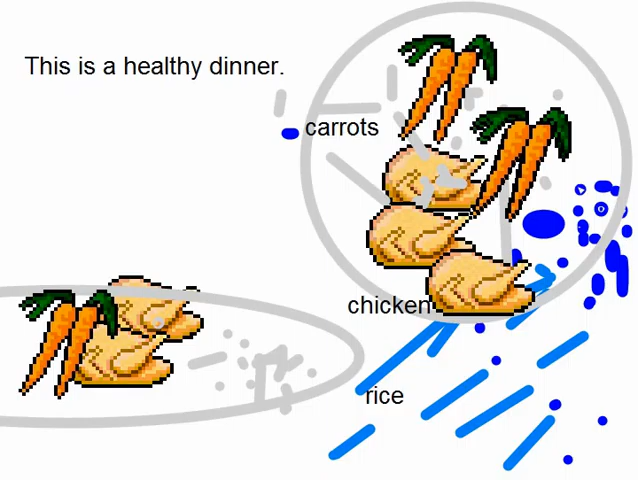 This is a healthy dinner.
carrots
chicken
rice